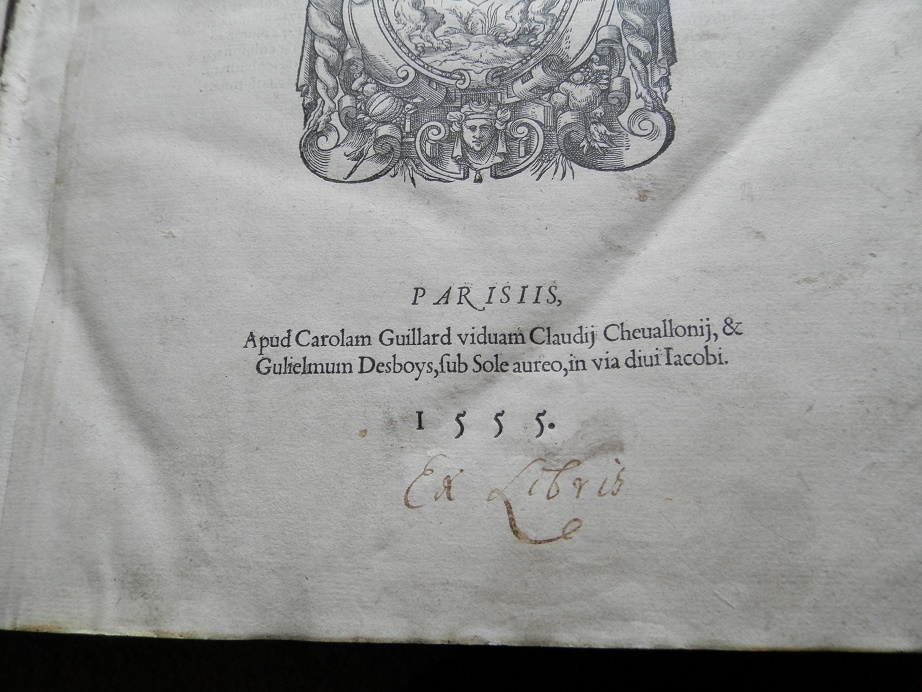 PARISIIS,
Apud Carolam Guillard viduam Claudij Cheuallonij, &
Gulielmum Desboys, sub Sole aureo, in via diui Iacobi.
1555.
Ex Libris